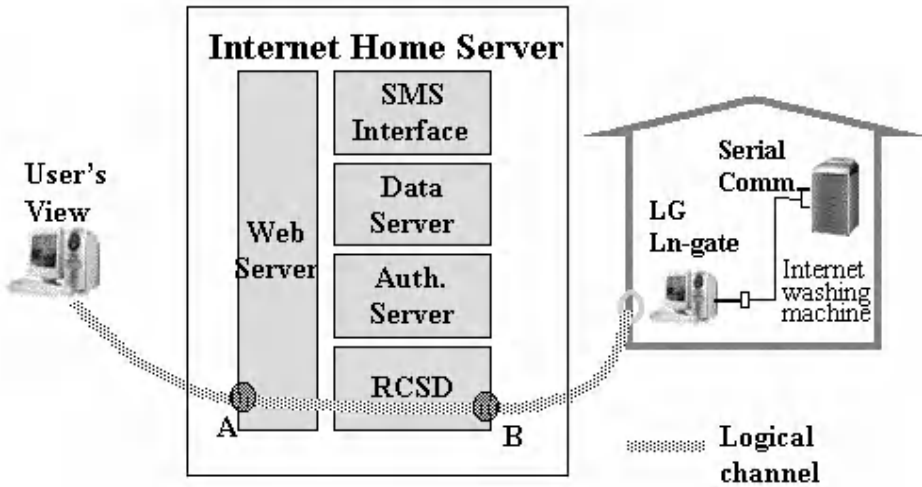 Internet Home Server
SMS
Interface
Data
Server
Auth.
Server
RCSD
Web
Server
A
B
User's
View
Serial
Comm.
LG
Ln-gate
Internet
washing
machine
Logical
channel